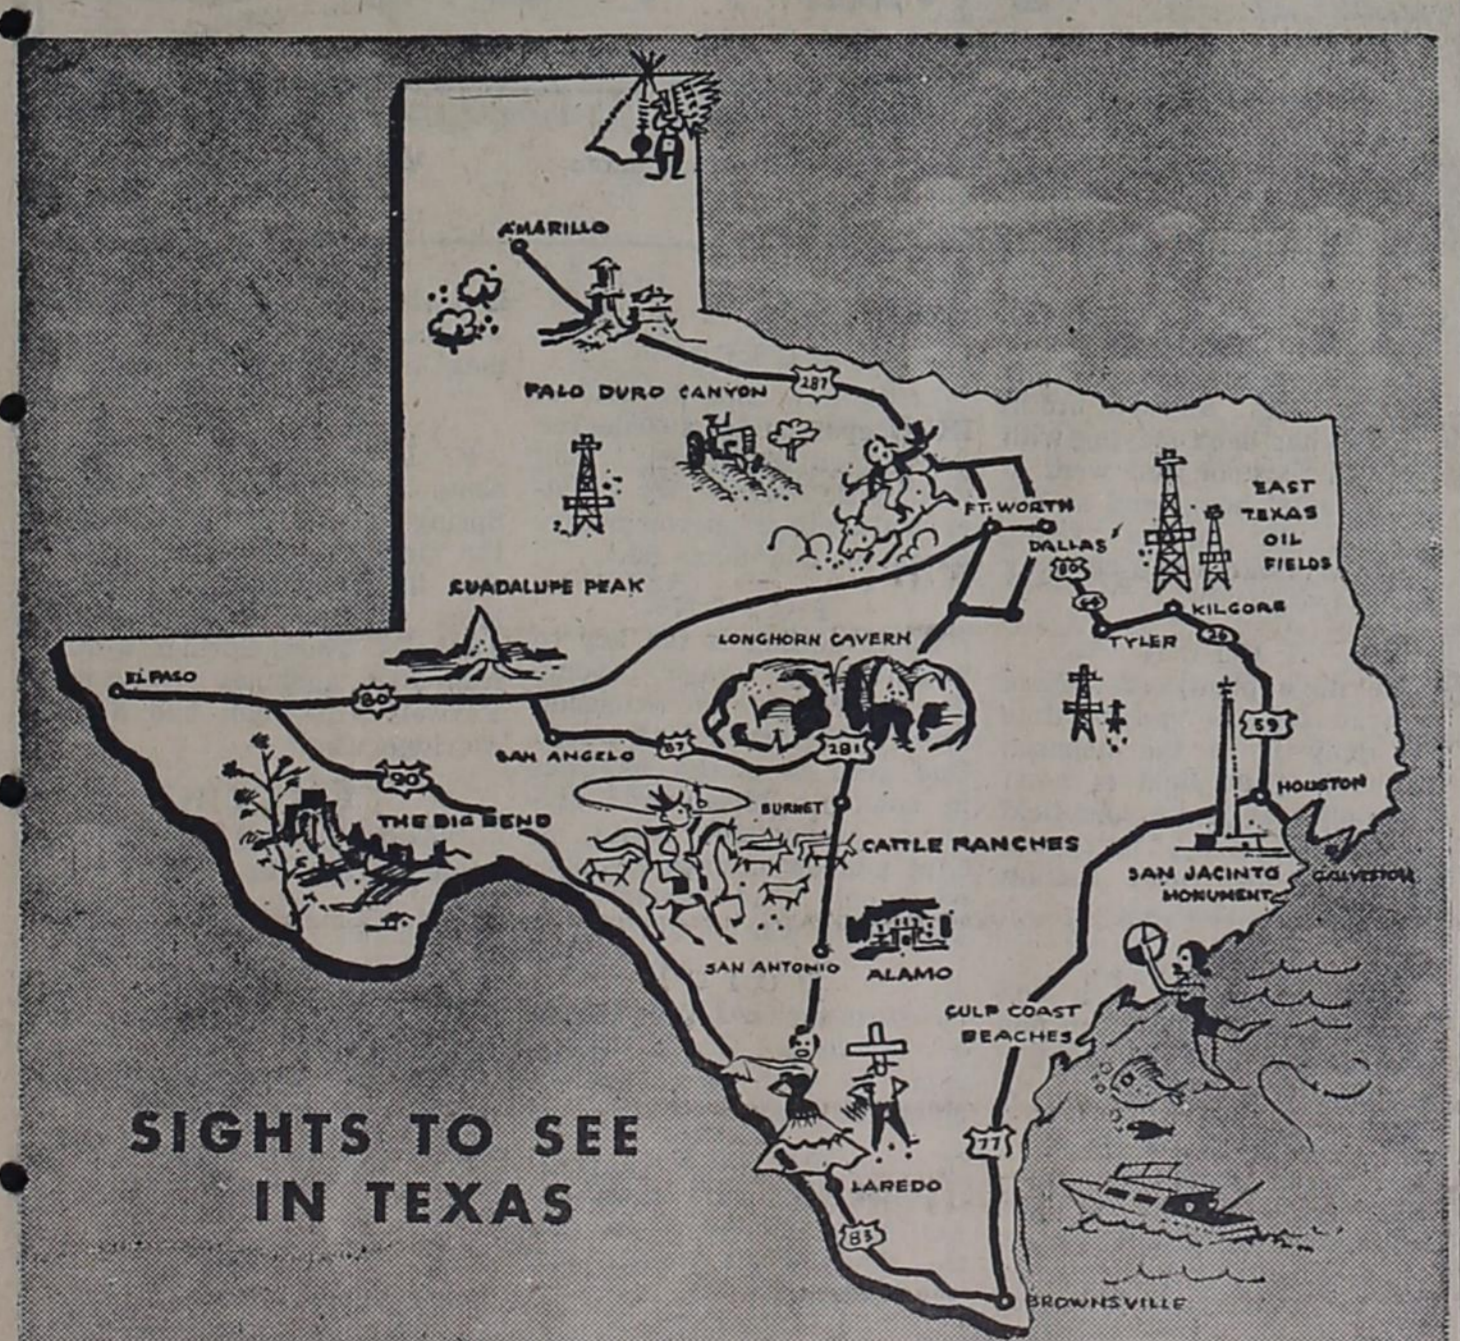 AMARILLO
PALO DURO CANYON
287
FT. WORTH
DALLAS
EAST
TEXAS
OIL
FIELDS
80
64
KILGORE
TYLER
26
GUADALUPE PEAK
LONGHORN CAVERN
EL PASO
80
SAN ANGELO
87
281
59
HOUSTON
90
THE BIG BEND
BURNET
CATTLE RANCHES
SAN JACINTO
MONUMENT
GALVESTON
SAN ANTONIO
ALAMO
GULF COAST
BEACHES
77
LAREDO
83
BROWNSVILLE
SIGHTS TO SEE
IN TEXAS